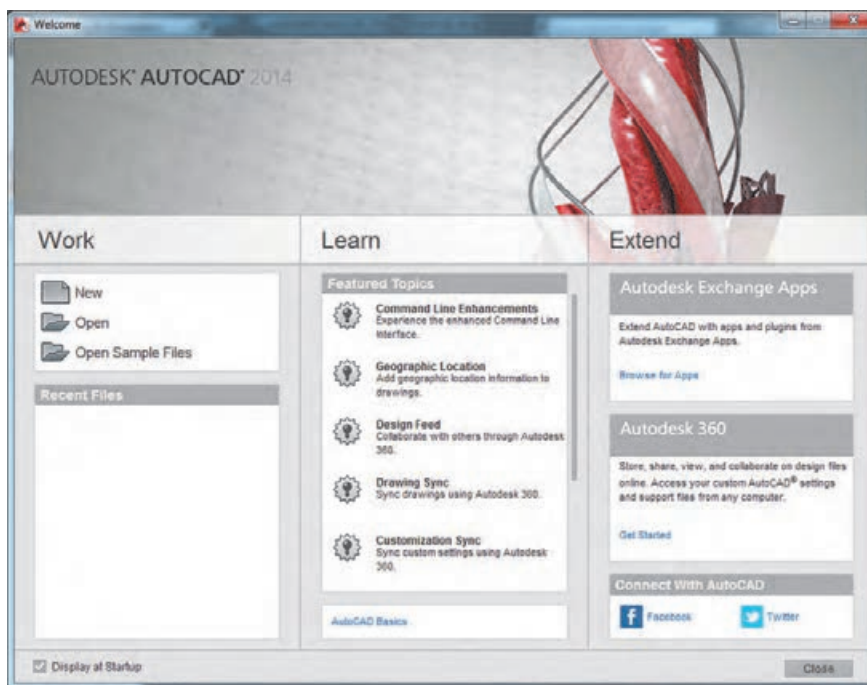 Welcome
AUTODESK® AUTOCAD® 2014
Work
New
Open
Open Sample Files
Recent Files
Learn
Featured Topics
Command Line Enhancements
Experience the enhanced Command Line
Interface.
Geographic Location
Add geographic location information to
drawings.
Design Feed
Collaborate with others through Autodesk
360.
Drawing Sync
Sync drawings using Autodesk 360.
Customization Sync
Sync custom settings using Autodesk
360.
AutoCAD Basics
Extend
Autodesk Exchange Apps
Extend AutoCAD with apps and plugins from
Autodesk Exchange Apps.
Browse for Apps
Autodesk 360
Store, share, view, and collaborate on design files
online. Access your custom AutoCAD® settings
and support files from any computer.
Get Started
Connect With AutoCAD
Facebook Twitter
Display at Startup
Close